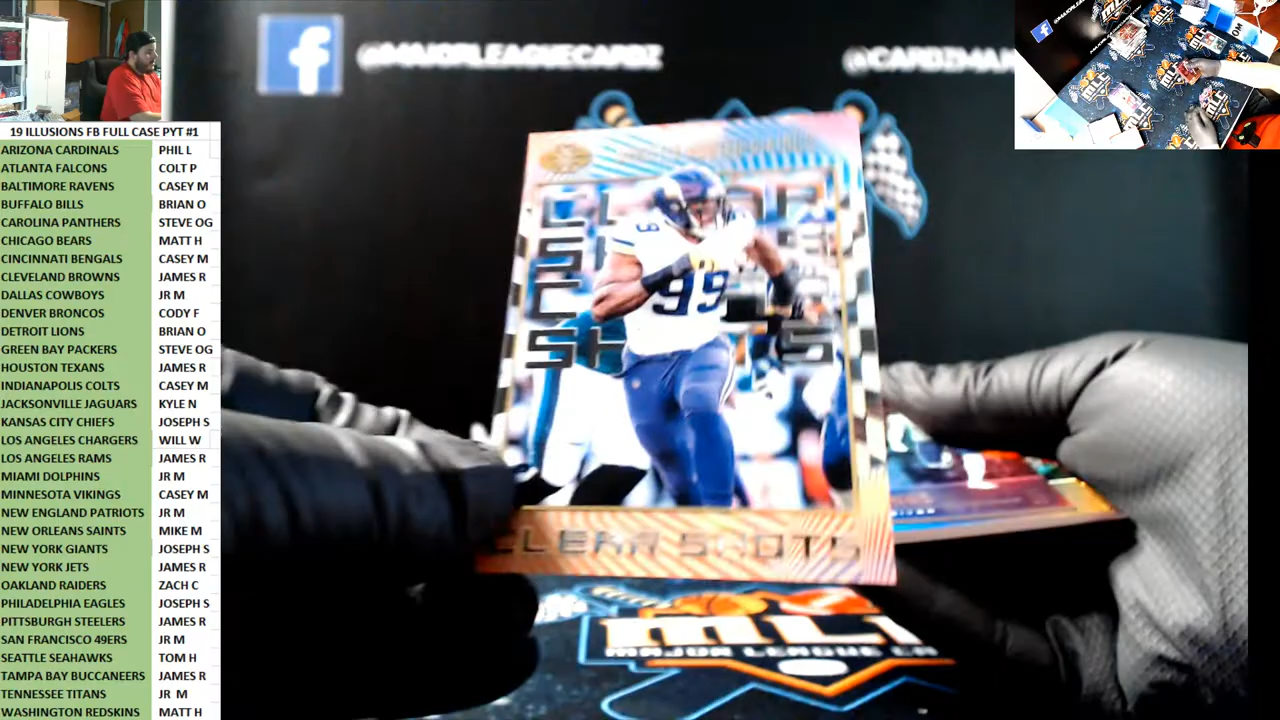 @MAJORLEAGUECARDZ
@CARDZMAN
19 ILLUSIONS FB FULL CASE PYT #1
ARIZONA CARDINALS PHIL L
ATLANTA FALCONS COLT P
BALTIMORE RAVENS CASEY M
BUFFALO BILLS BRIAN O
CAROLINA PANTHERS STEVE OG
CHICAGO BEARS MATT H
CINCINNATI BENGALS CASEY M
CLEVELAND BROWNS JAMES R
DALLAS COWBOYS JR M
DENVER BRONCOS CODY F
DETROIT LIONS BRIAN O
GREEN BAY PACKERS STEVE OG
HOUSTON TEXANS JAMES R
INDIANAPOLIS COLTS CASEY M
JACKSONVILLE JAGUARS KYLE N
KANSAS CITY CHIEFS JOSEPH S
LOS ANGELES CHARGERS WILL W
LOS ANGELES RAMS JAMES R
MIAMI DOLPHINS JR M
MINNESOTA VIKINGS CASEY M
NEW ENGLAND PATRIOTS JR M
NEW ORLEANS SAINTS MIKE M
NEW YORK GIANTS JOSEPH S
NEW YORK JETS JAMES R
OAKLAND RAIDERS ZACH C
PHILADELPHIA EAGLES JOSEPH S
PITTSBURGH STEELERS JAMES R
SAN FRANCISCO 49ERS JR M
SEATTLE SEAHAWKS TOM H
TAMPA BAY BUCCANEERS JAMES R
TENNESSEE TITANS JR M
WASHINGTON REDSKINS MATT H
99
CLEAR SHOTS
MLC
MAJOR LEAGUE CA